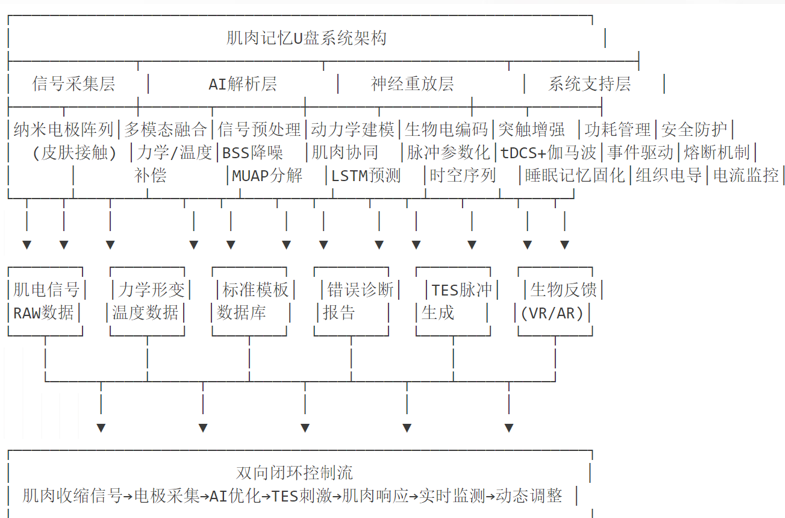 肌肉记忆U盘系统架构
信号采集层 AI解析层 神经重放层 系统支持层
纳米电极阵列 多模态融合 信号预处理 动力学建模 生物电编码 突触增强 功耗管理 安全防护
(皮肤接触) 力学/温度 BSS降噪 肌肉协同 脉冲参数化 tDCS+伽马波 事件驱动 熔断机制
补偿 MUAP分解 LSTM预测 时空序列 睡眠记忆固化 组织电导 电流监控
肌电信号 力学形变 标准模板 错误诊断 TES脉冲 生物反馈
RAW数据 温度数据 数据库 报告 生成 (VR/AR)
双向闭环控制流
肌肉收缩信号→电极采集→AI优化→TES刺激→肌肉响应→实时监测→动态调整